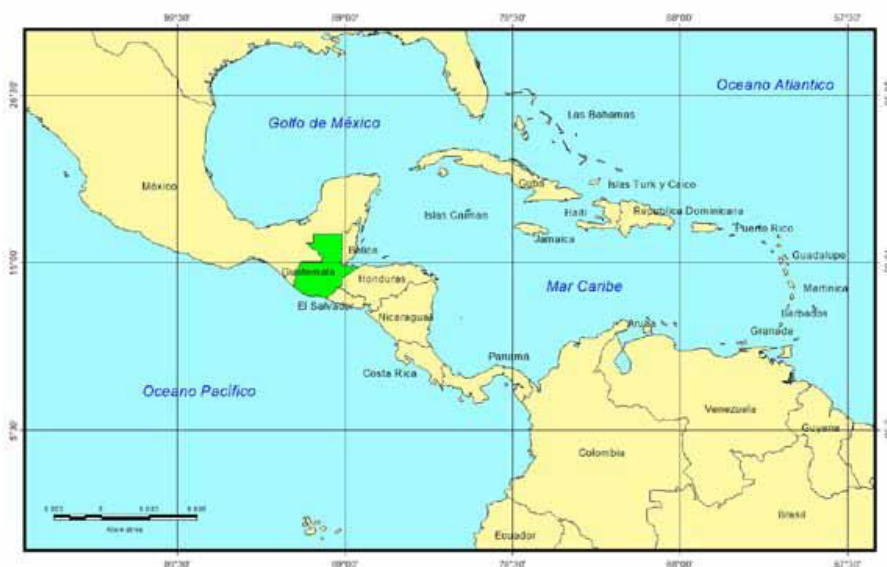 Oceano Atlantico
Golfo de México
Las Bahamas
México
Cuba
Islas Turk y Caico
Islas Caiman
Haiti
Republica Dominicana
Puerto Rico
Jamaica
Belice
Guadalupe
Guatemala
Honduras
Mar Caribe
Martinica
El Salvador
Barbados
Nicaragua
Aruba
Granada
Panamá
Costa Rica
Oceano Pacífico
Venezuela
Guyana
Colombia
Brasil
Ecuador